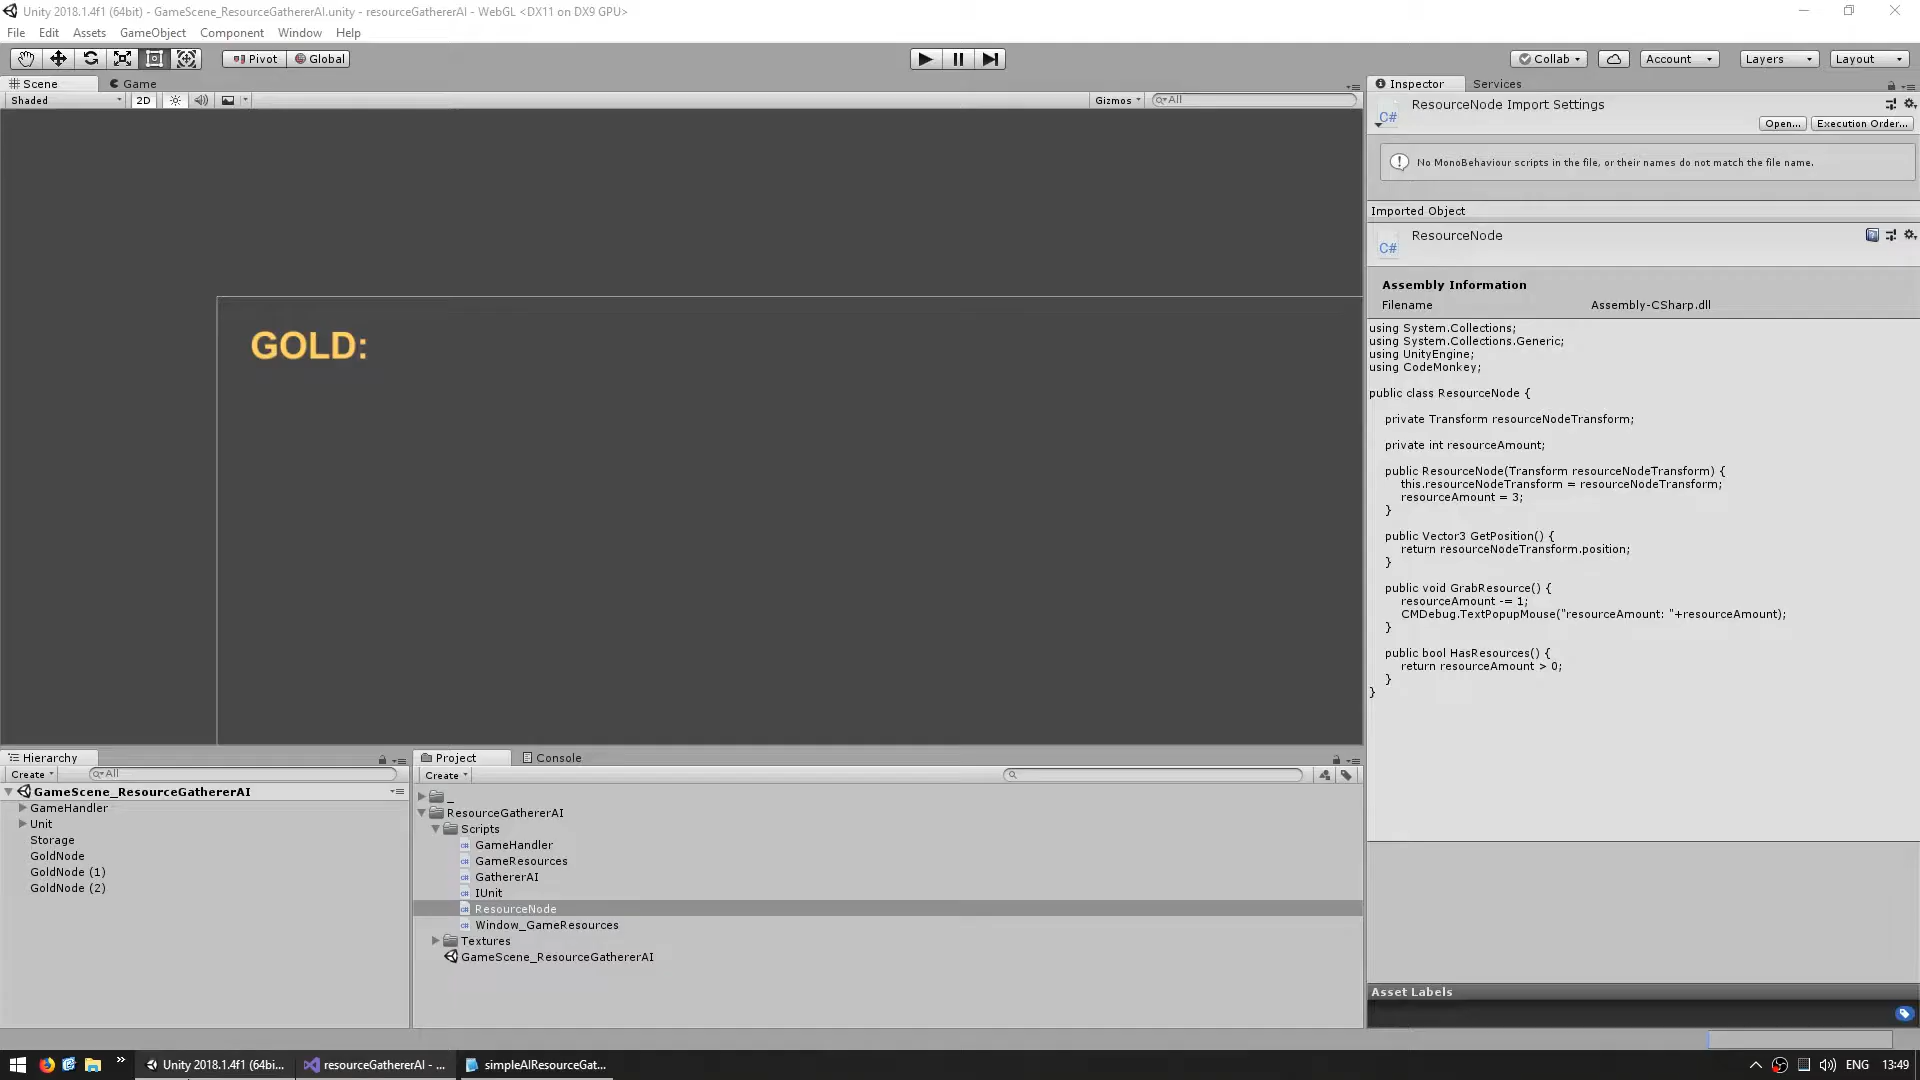 Unity 2018.1.4f1 (64bit) - GameScene_ResourceGathererAI.unity - resourceGathererAI - WebGL <DX11 on DX9 GPU>
File Edit Assets GameObject Component Window Help
Pivot Global Collab Account Layers Layout
Scene Game
Shaded 2D Gizmos All
GOLD:
Inspector Services
ResourceNode Import Settings
C#
Open... Execution Order...
No MonoBehaviour scripts in the file, or their names do not match the file name.
Imported Object
ResourceNode
C#
Assembly Information
Filename Assembly-CSharp.dll
using System.Collections;
using System.Collections.Generic;
using UnityEngine;
using CodeMonkey;
public class ResourceNode {
private Transform resourceNodeTransform;
private int resourceAmount;
public ResourceNode(Transform resourceNodeTransform) {
this.resourceNodeTransform = resourceNodeTransform;
resourceAmount = 3;
}
public Vector3 GetPosition() {
return resourceNodeTransform.position;
}
public void GrabResource() {
resourceAmount -= 1;
CMDebug.TextPopupMouse("resourceAmount: "+resourceAmount);
}
public bool HasResources() {
return resourceAmount > 0;
}
}
Asset Labels
Hierarchy
Create All
GameScene_ResourceGathererAI
GameHandler
Unit
Storage
GoldNode
GoldNode (1)
GoldNode (2)
Project Console
Create
_
ResourceGathererAI
Scripts
GameHandler
GameResources
GathererAI
IUnit
ResourceNode
Window_GameResources
Textures
GameScene_ResourceGathererAI
Unity 2018.1.4f1 (64bi... resourceGathererAI - ... simpleAIResourceGat... ENG 13:49